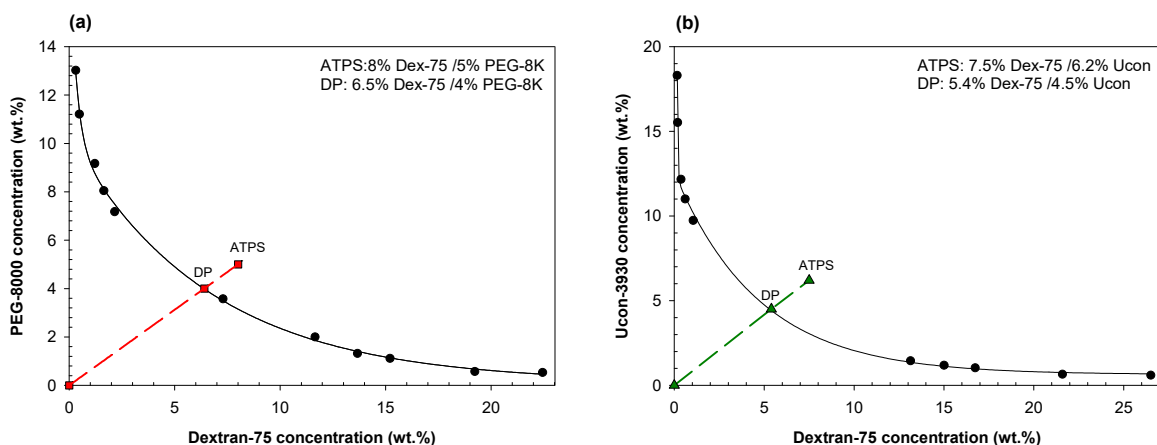 (a)
ATPS:8% Dex-75 /5% PEG-8K
DP: 6.5% Dex-75 /4% PEG-8K
14
12
10
8
6
4
2
0
PEG-8000 concentration (wt.%)
DP
ATPS
0
5
10
15
20
Dextran-75 concentration (wt.%)
(b)
ATPS: 7.5% Dex-75 /6.2% Ucon
DP: 5.4% Dex-75 /4.5% Ucon
20
15
10
5
0
Ucon-3930 concentration (wt.%)
DP
ATPS
0
5
10
15
20
25
Dextran-75 concentration (wt.%)